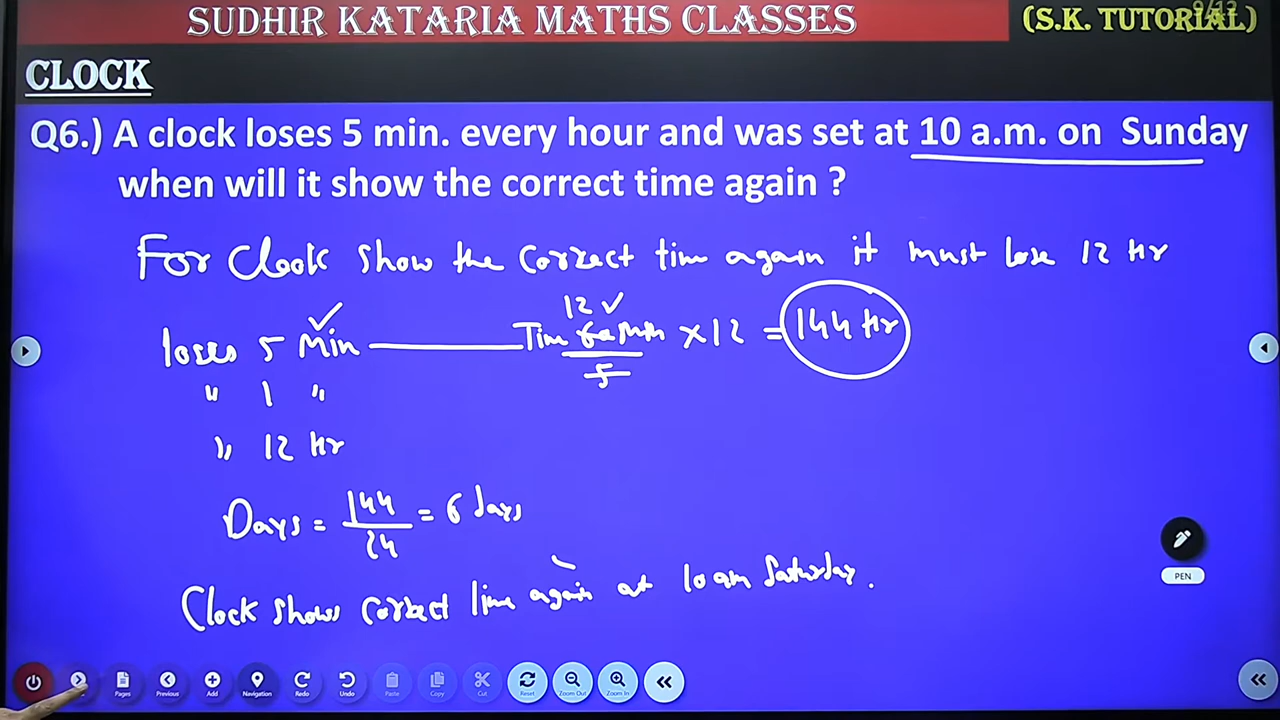 SUDHIR KATARIA MATHS CLASSES
(S.K. TUTORIAL)
CLOCK
Q6.) A clock loses 5 min. every hour and was set at 10 a.m. on Sunday
when will it show the correct time again ?
For Clock show the correct time again it must lose 12 Hr
12
loses 5 Min Time × 12 = 144 Hr
5
" 1 "
" 12 Hr
Days = 144/24 = 6 days
Clock shows correct time again at 10 am Saturday.
PEN
Pages Previous Add Navigation Redo Undo Paste Copy Cut Reset Zoom Out Zoom In